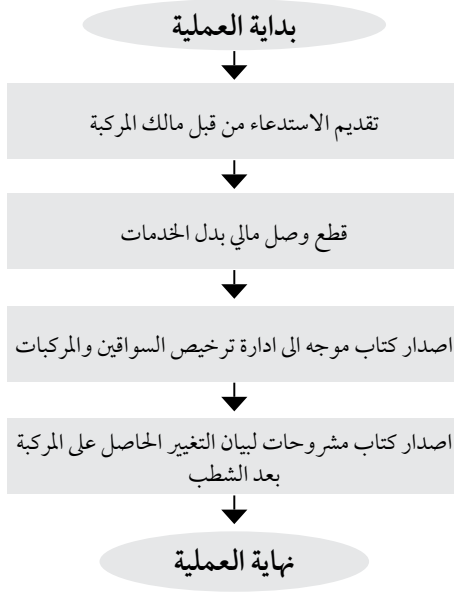 بداية العملية
تقديم الاستدعاء من قبل مالك المركبة
قطع وصل مالي بدل الخدمات
اصدار كتاب موجه الى ادارة ترخيص السواقين والمركبات
اصدار كتاب مشروحات لبيان التغيير الحاصل على المركبة
بعد الشطب
نهاية العملية